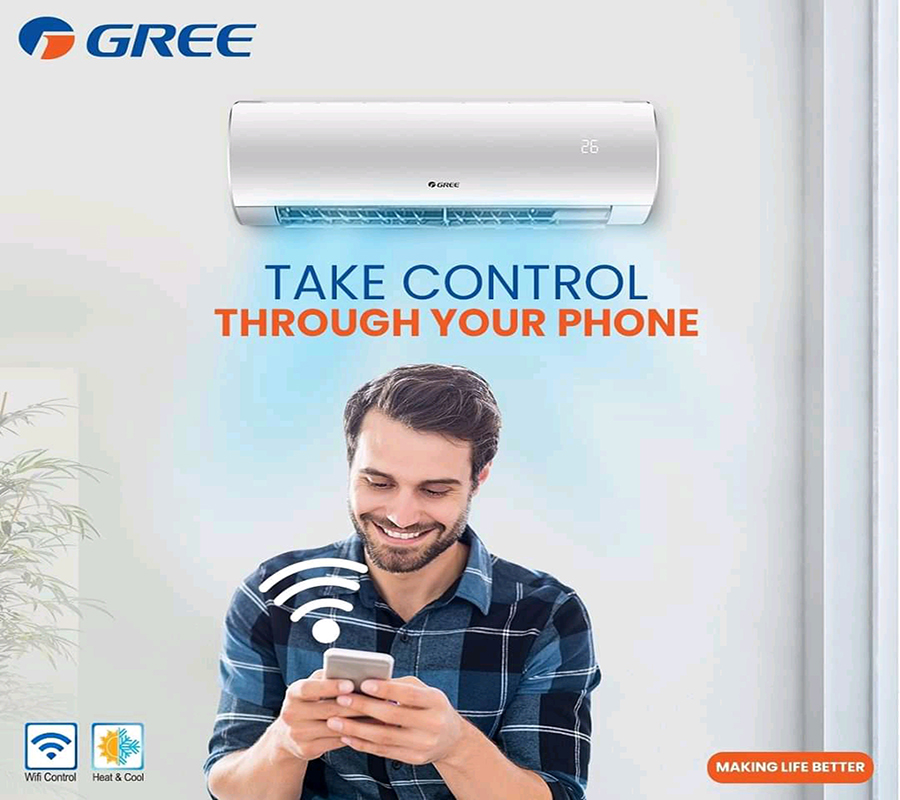 GREE
26
GREE
TAKE CONTROL
THROUGH YOUR PHONE
Wifi Control
Heat & Cool
MAKING LIFE BETTER